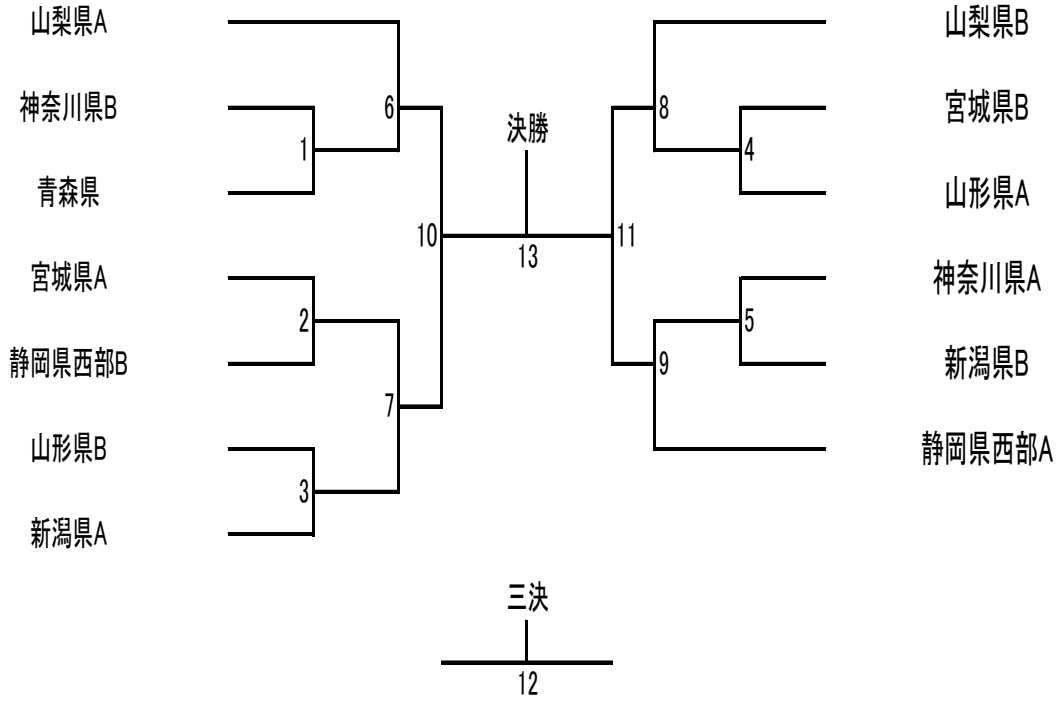 山梨県A
神奈川県B
青森県
宮城県A
静岡県西部B
山形県B
新潟県A
1
2
3
6
7
10
決勝
13
11
8
9
4
5
山梨県B
宮城県B
山形県A
神奈川県A
新潟県B
静岡県西部A
三決
12